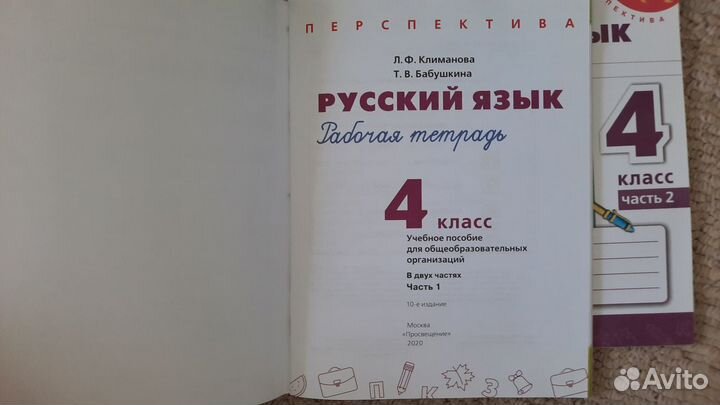 ПЕРСПЕКТИВА
Л. Ф. Климанова
Т. В. Бабушкина
РУССКИЙ ЯЗЫК
Рабочая тетрадь
4 КЛАСС
Учебное пособие
для общеобразовательных
организаций
В двух частях
Часть 1
10-е издание
Москва
«Просвещение»
2020
П К З
4
КЛАСС
часть 2
Avito